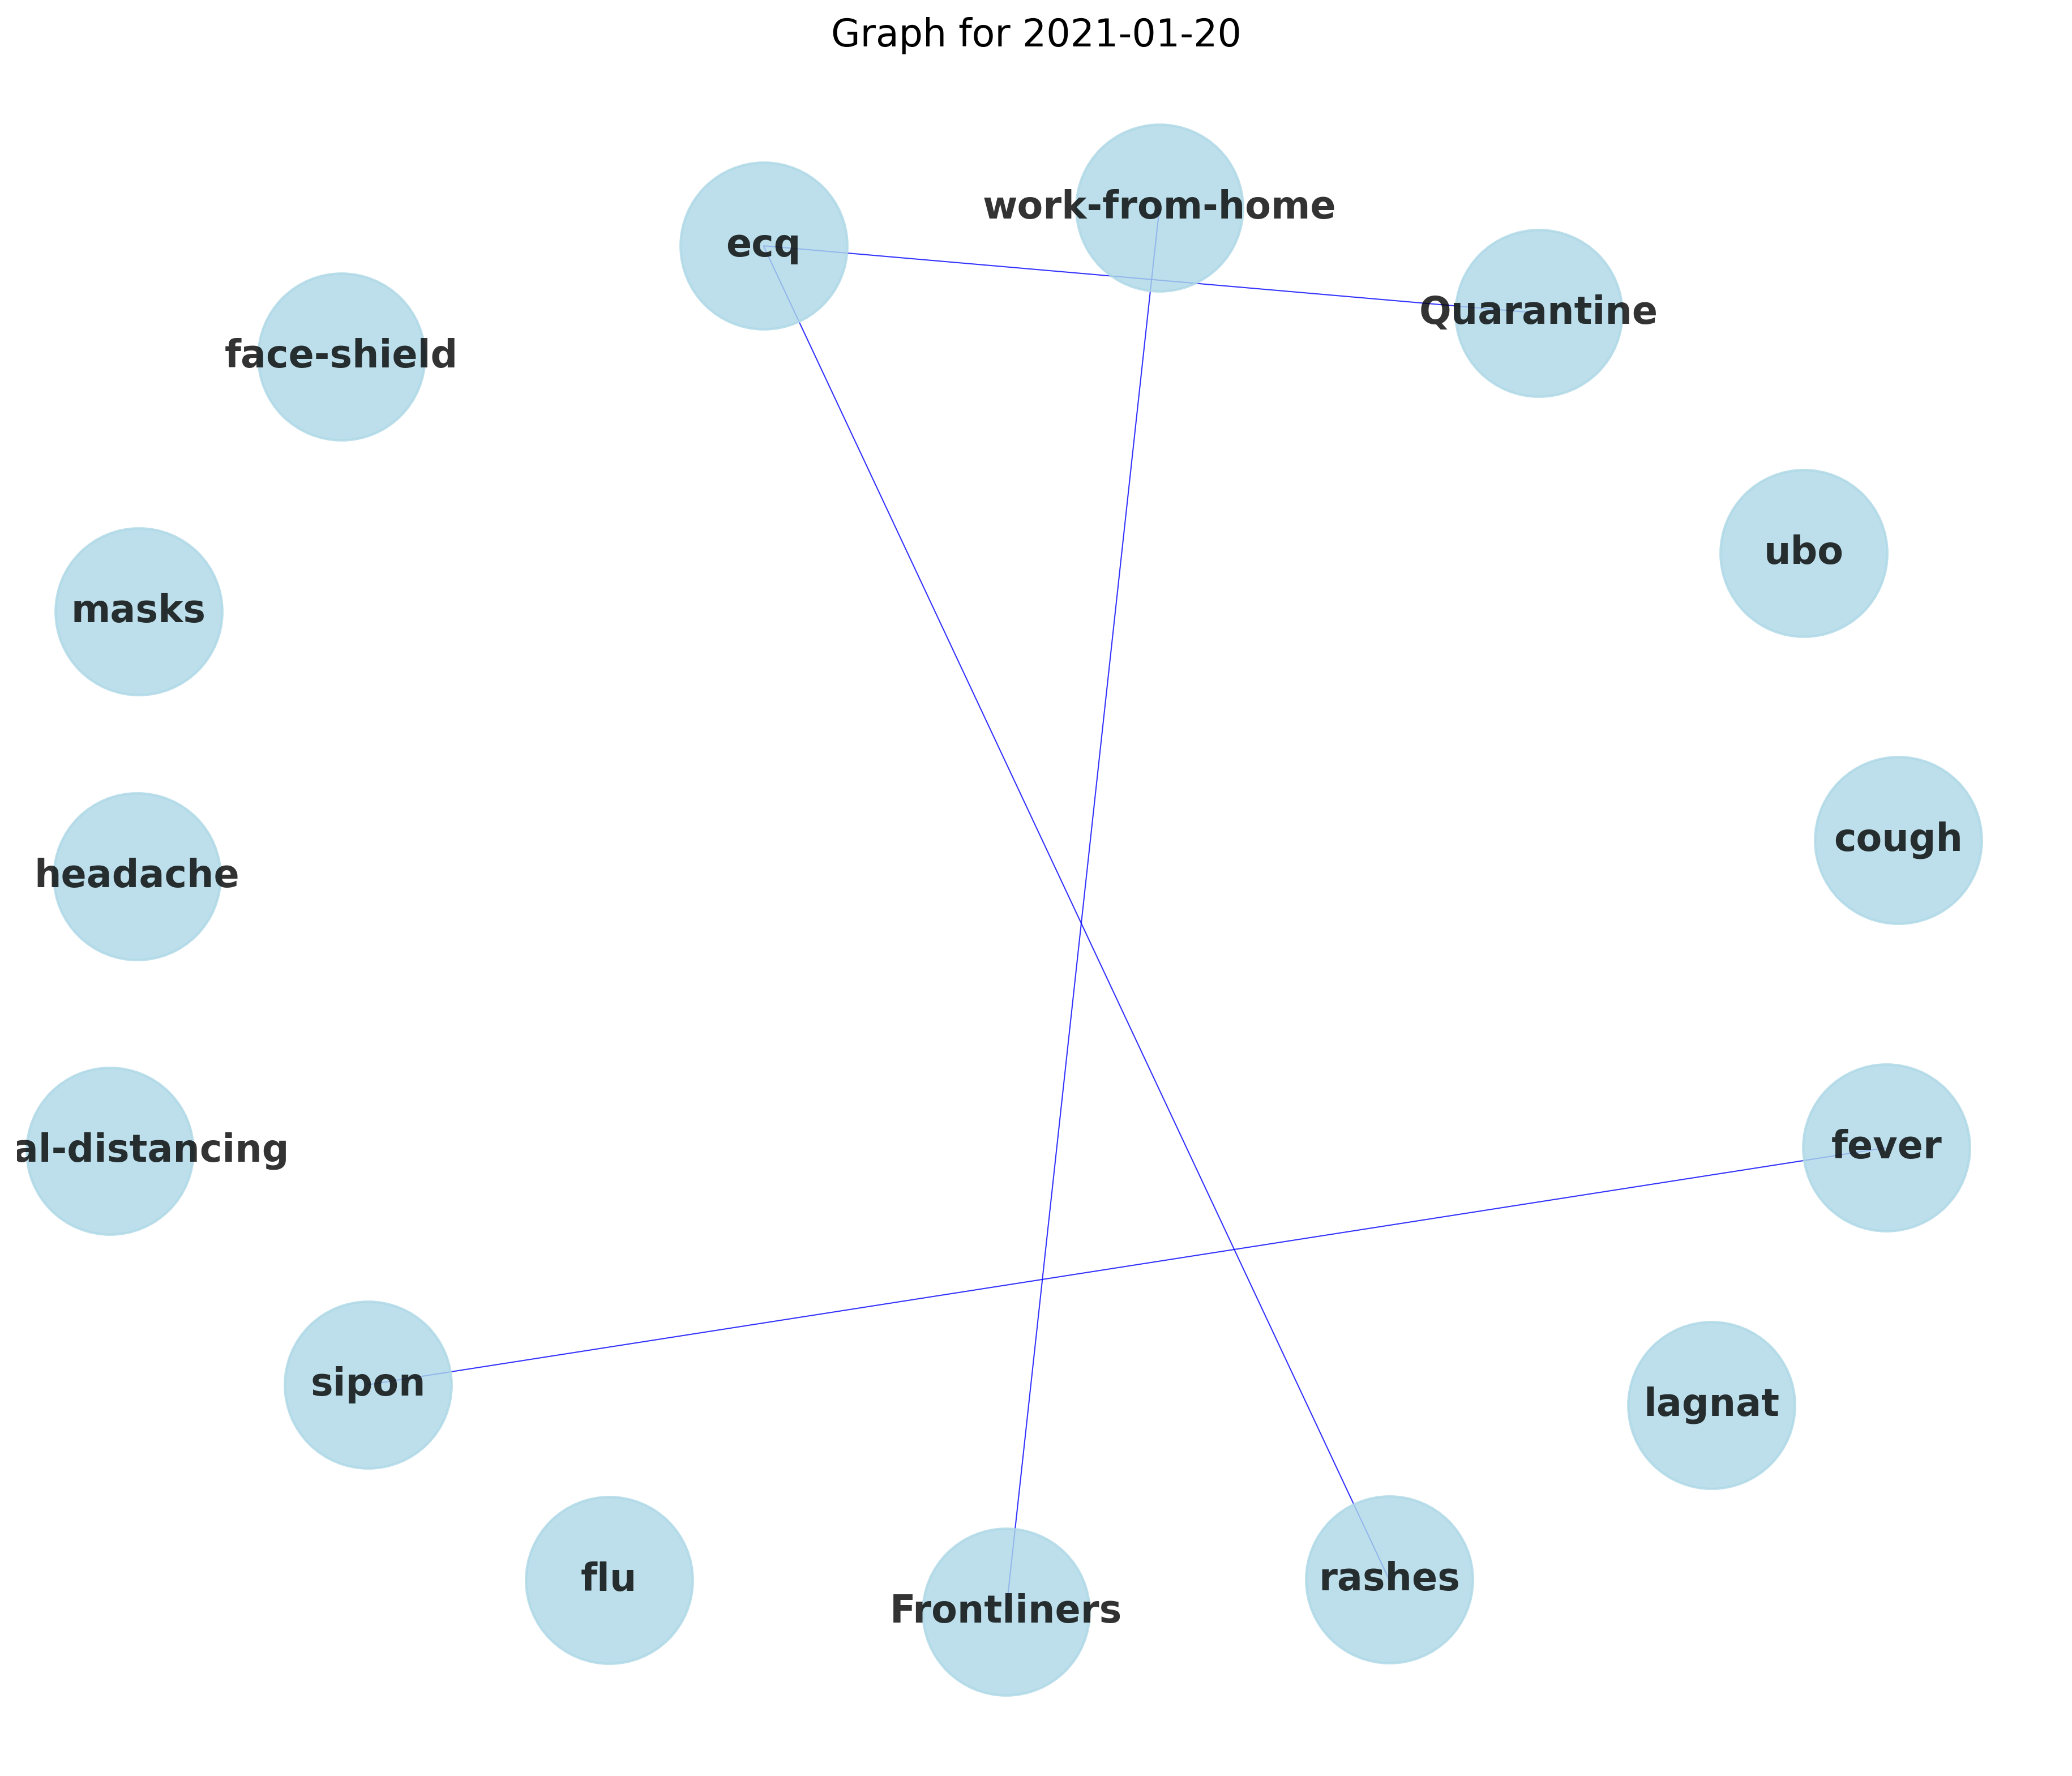 Graph for 2021-01-20
work-from-home
ecq
Quarantine
face-shield
ubo
masks
cough
headache
fever
al-distancing
sipon
lagnat
flu
rashes
Frontliners